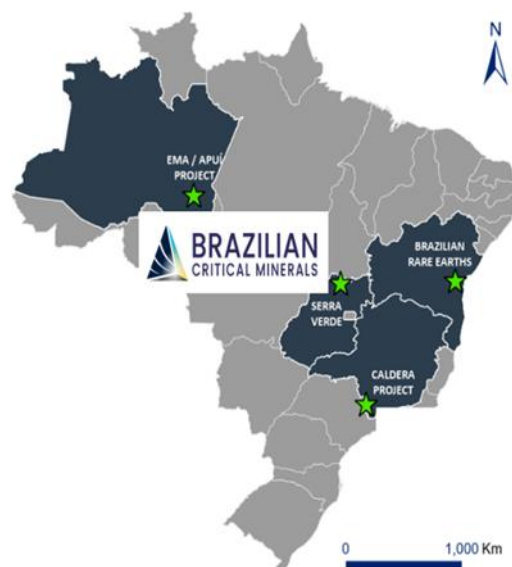 N
EMA / APUÍ
PROJECT
BRAZILIAN
CRITICAL MINERALS
BRAZILIAN
RARE EARTHS
SERRA
VERDE
CALDERA
PROJECT
0
1,000 Km